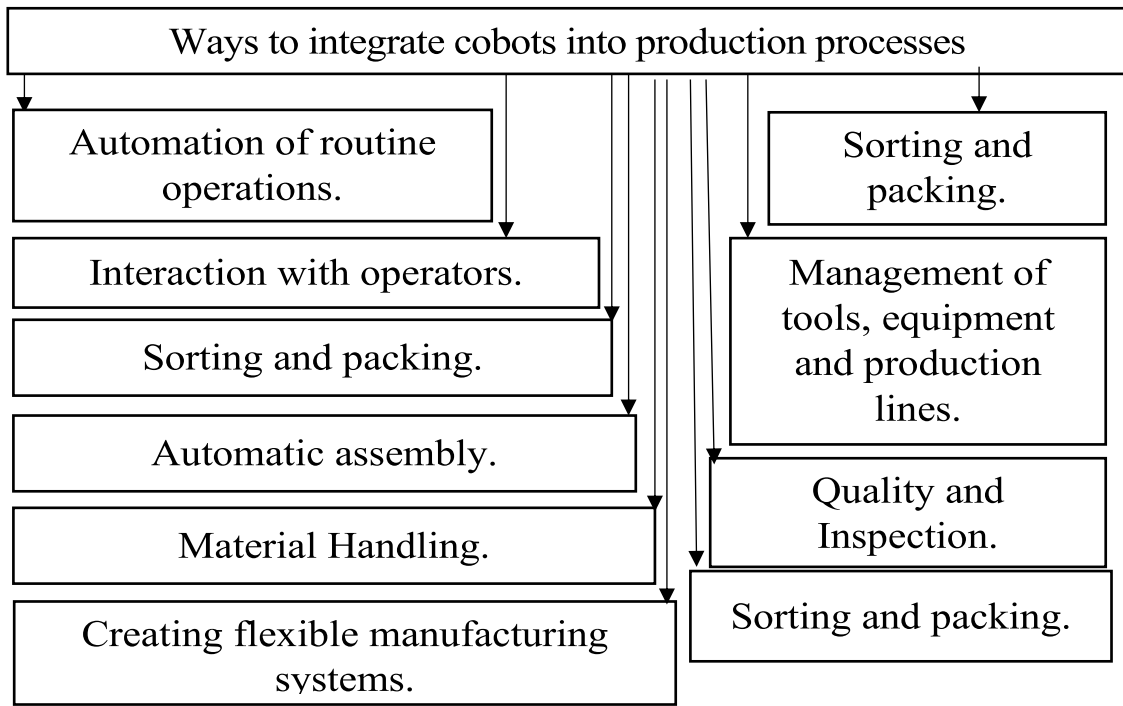 Ways to integrate cobots into production processes
Automation of routine
operations.
Interaction with operators.
Sorting and packing.
Automatic assembly.
Material Handling.
Creating flexible manufacturing
systems.
Sorting and
packing.
Management of
tools, equipment
and production
lines.
Quality and
Inspection.
Sorting and packing.